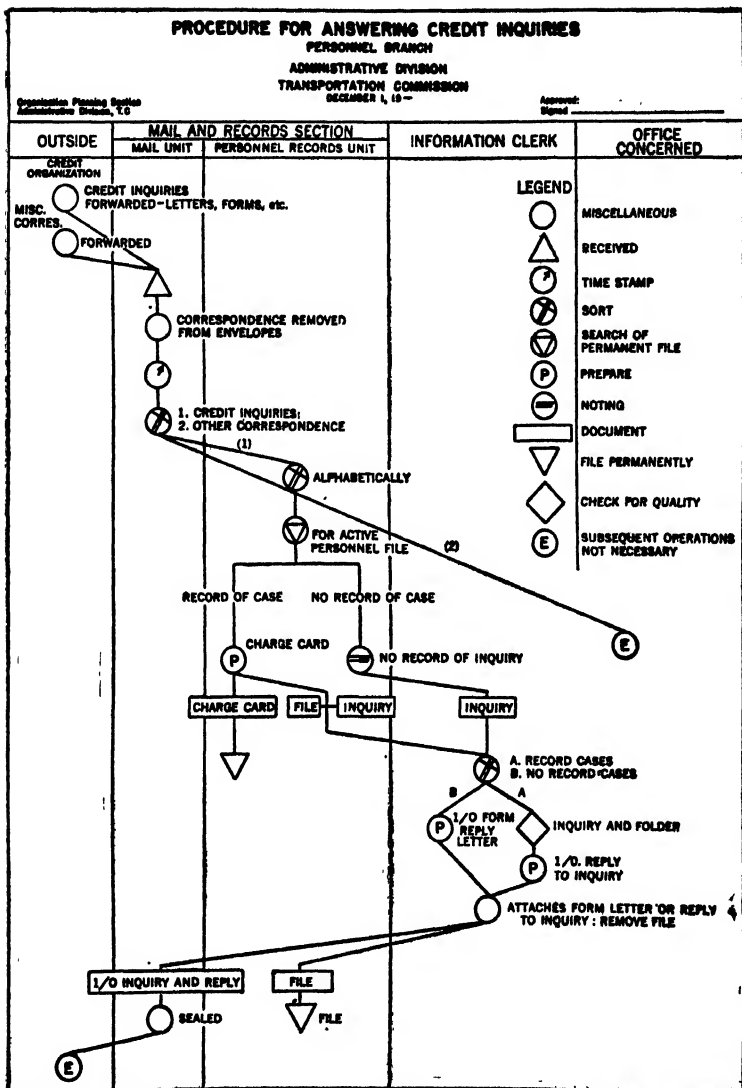 PROCEDURE FOR ANSWERING CREDIT INQUIRIES
PERSONNEL BRANCH
ADMINISTRATIVE DIVISION
TRANSPORTATION COMMISSION
DECEMBER 1, 19—
Organization Planning Section
Administrative Division, T.C
Approved:
Signed
OUTSIDE
MAIL AND RECORDS SECTION
MAIL UNIT
PERSONNEL RECORDS UNIT
INFORMATION CLERK
OFFICE
CONCERNED
CREDIT
ORGANIZATION
CREDIT INQUIRIES
FORWARDED-LETTERS, FORMS, etc.
MISC.
CORRES.
FORWARDED
LEGEND
MISCELLANEOUS
RECEIVED
TIME STAMP
SORT
SEARCH OF
PERMANENT FILE
P
PREPARE
NOTING
DOCUMENT
FILE PERMANENTLY
CHECK FOR QUALITY
E
SUBSEQUENT OPERATIONS
NOT NECESSARY
CORRESPONDENCE REMOVED
FROM ENVELOPES
1. CREDIT INQUIRIES;
2. OTHER CORRESPONDENCE
(1)
ALPHABETICALLY
FOR ACTIVE
PERSONNEL FILE
(2)
RECORD OF CASE
NO RECORD OF CASE
E
P
CHARGE CARD
NO RECORD OF INQUIRY
CHARGE CARD
FILE
INQUIRY
INQUIRY
A. RECORD CASES
B. NO RECORD CASES
B
A
P
1/O FORM
REPLY
LETTER
INQUIRY AND FOLDER
P
1/O. REPLY
TO INQUIRY
ATTACHES FORM LETTER OR REPLY
TO INQUIRY : REMOVE FILE
1/O INQUIRY AND REPLY
FILE
SEALED
FILE
E